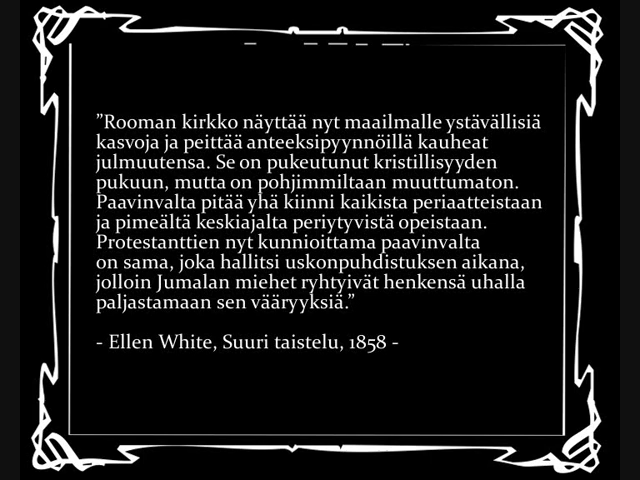 ”Rooman kirkko näyttää nyt maailmalle ystävällisiä
kasvoja ja peittää anteeksipyynnöillä kauheat
julmuutensa. Se on pukeutunut kristillisyyden
pukuun, mutta on pohjimmiltaan muuttumaton.
Paavinvalta pitää yhä kiinni kaikista periaatteistaan
ja pimeältä keskiajalta periytyvistä opeistaan.
Protestanttien nyt kunnioittama paavinvalta
on sama, joka hallitsi uskonpuhdistuksen aikana,
jolloin Jumalan miehet ryhtyivät henkensä uhalla
paljastamaan sen vääryyksiä.”
- Ellen White, Suuri taistelu, 1858 -